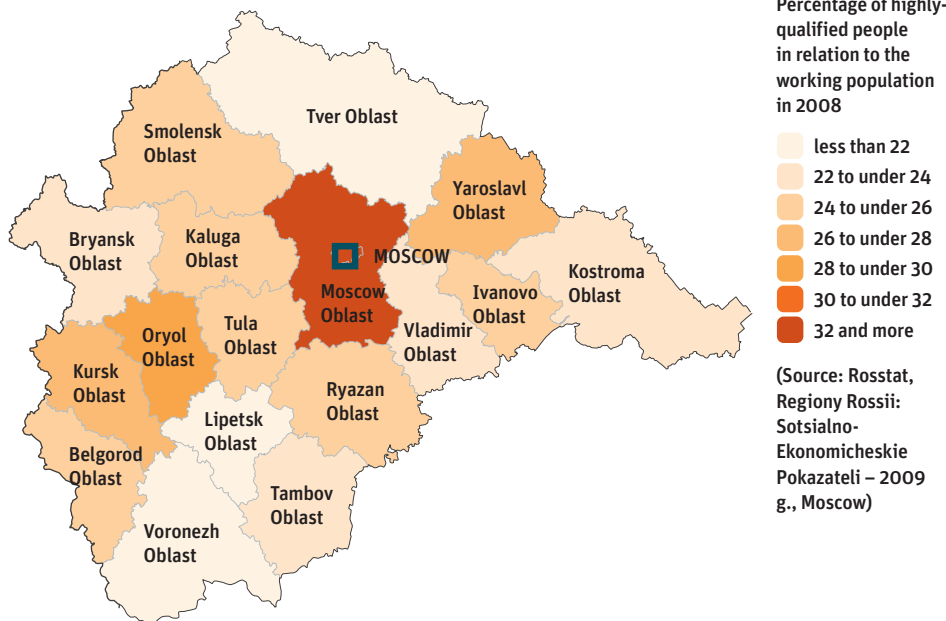 Percentage of highly-
qualified people
in relation to the
working population
in 2008
less than 22
22 to under 24
24 to under 26
26 to under 28
28 to under 30
30 to under 32
32 and more
(Source: Rosstat,
Regiony Rossii:
Sotsialno-
Ekonomicheskie
Pokazateli – 2009
g., Moscow)
Tver Oblast
Smolensk
Oblast
Yaroslavl
Oblast
Bryansk
Oblast
Kaluga
Oblast
MOSCOW
Moscow
Oblast
Kostroma
Oblast
Ivanovo
Oblast
Vladimir
Oblast
Tula
Oblast
Oryol
Oblast
Kursk
Oblast
Ryazan
Oblast
Lipetsk
Oblast
Belgorod
Oblast
Tambov
Oblast
Voronezh
Oblast